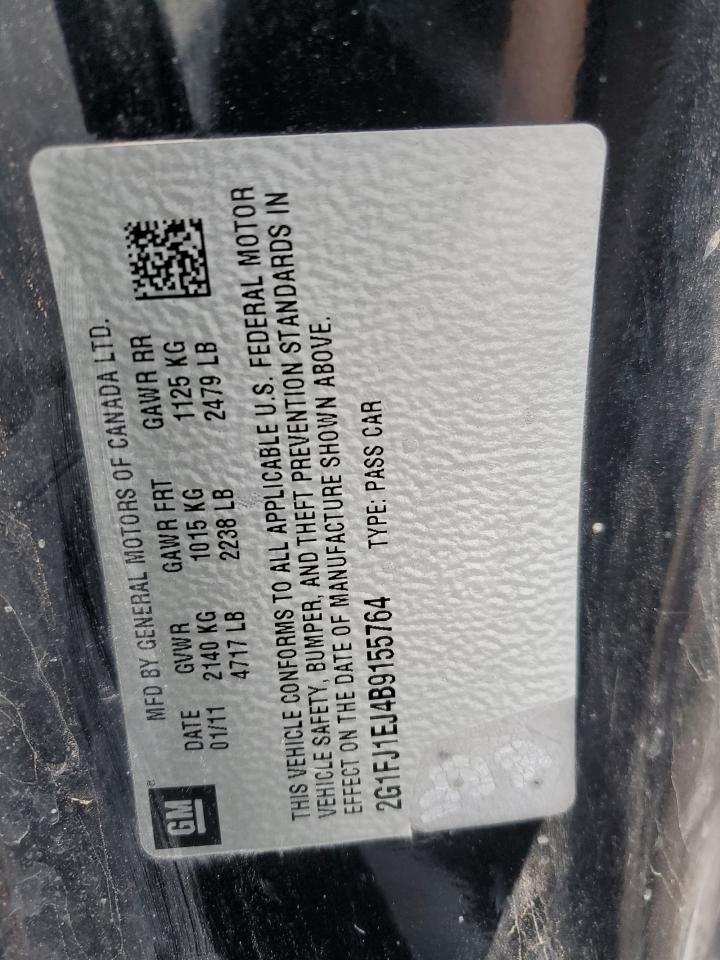 GM
MFD BY GENERAL MOTORS OF CANADA LTD.
DATE GVWR GAWR FRT GAWR RR
01/11 2140 KG 1015 KG 1125 KG
4717 LB 2238 LB 2479 LB
THIS VEHICLE CONFORMS TO ALL APPLICABLE U.S. FEDERAL MOTOR
VEHICLE SAFETY, BUMPER, AND THEFT PREVENTION STANDARDS IN
EFFECT ON THE DATE OF MANUFACTURE SHOWN ABOVE.
2G1FJ1EJ4B9155764 TYPE: PASS CAR